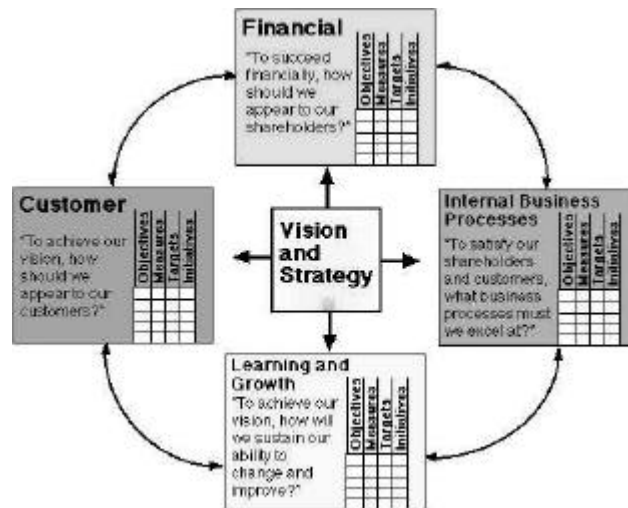 Financial
"To succeed
financially, how
should we
appear to our
shareholders?"
Objectives
Measures
Targets
Initiatives
Customer
"To achieve our
vision, how
should we
appear to our
customers?"
Objectives
Measures
Targets
Initiatives
Vision
and
Strategy
Internal Business
Processes
"To satisfy our
shareholders
and customers,
what business
processes must
we excel at?"
Objectives
Measures
Targets
Initiatives
Learning and
Growth
"To achieve our
vision, how will
we sustain our
ability to
change and
improve?"
Objectives
Measures
Targets
Initiatives